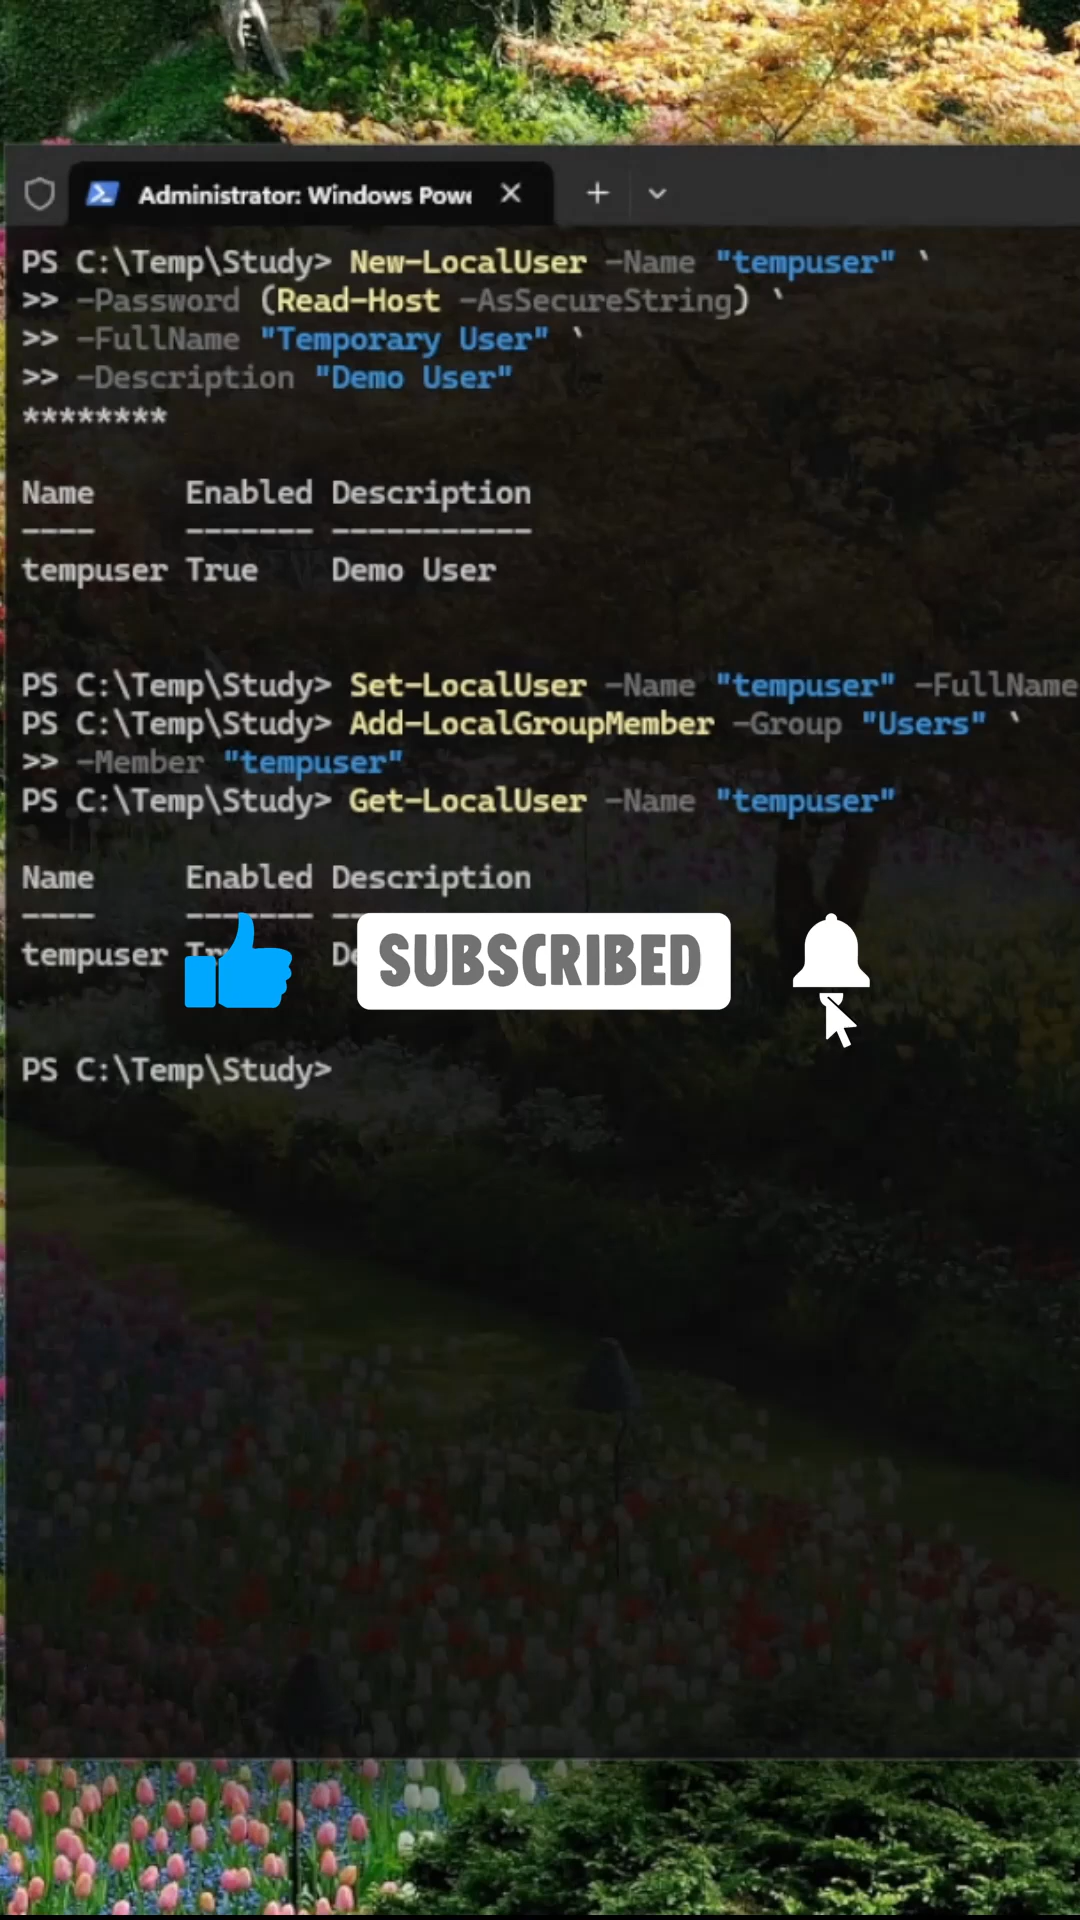 Administrator: Windows Powe
PS C:\Temp\Study> New-LocalUser -Name "tempuser" `
>> -Password (Read-Host -AsSecureString) `
>> -FullName "Temporary User" `
>> -Description "Demo User"
********
Name     Enabled Description
----     ------- -----------
tempuser True    Demo User
PS C:\Temp\Study> Set-LocalUser -Name "tempuser" -FullName
PS C:\Temp\Study> Add-LocalGroupMember -Group "Users" `
>> -Member "tempuser"
PS C:\Temp\Study> Get-LocalUser -Name "tempuser"
Name     Enabled Description
----     ------- --
tempuser
SUBSCRIBED
PS C:\Temp\Study>